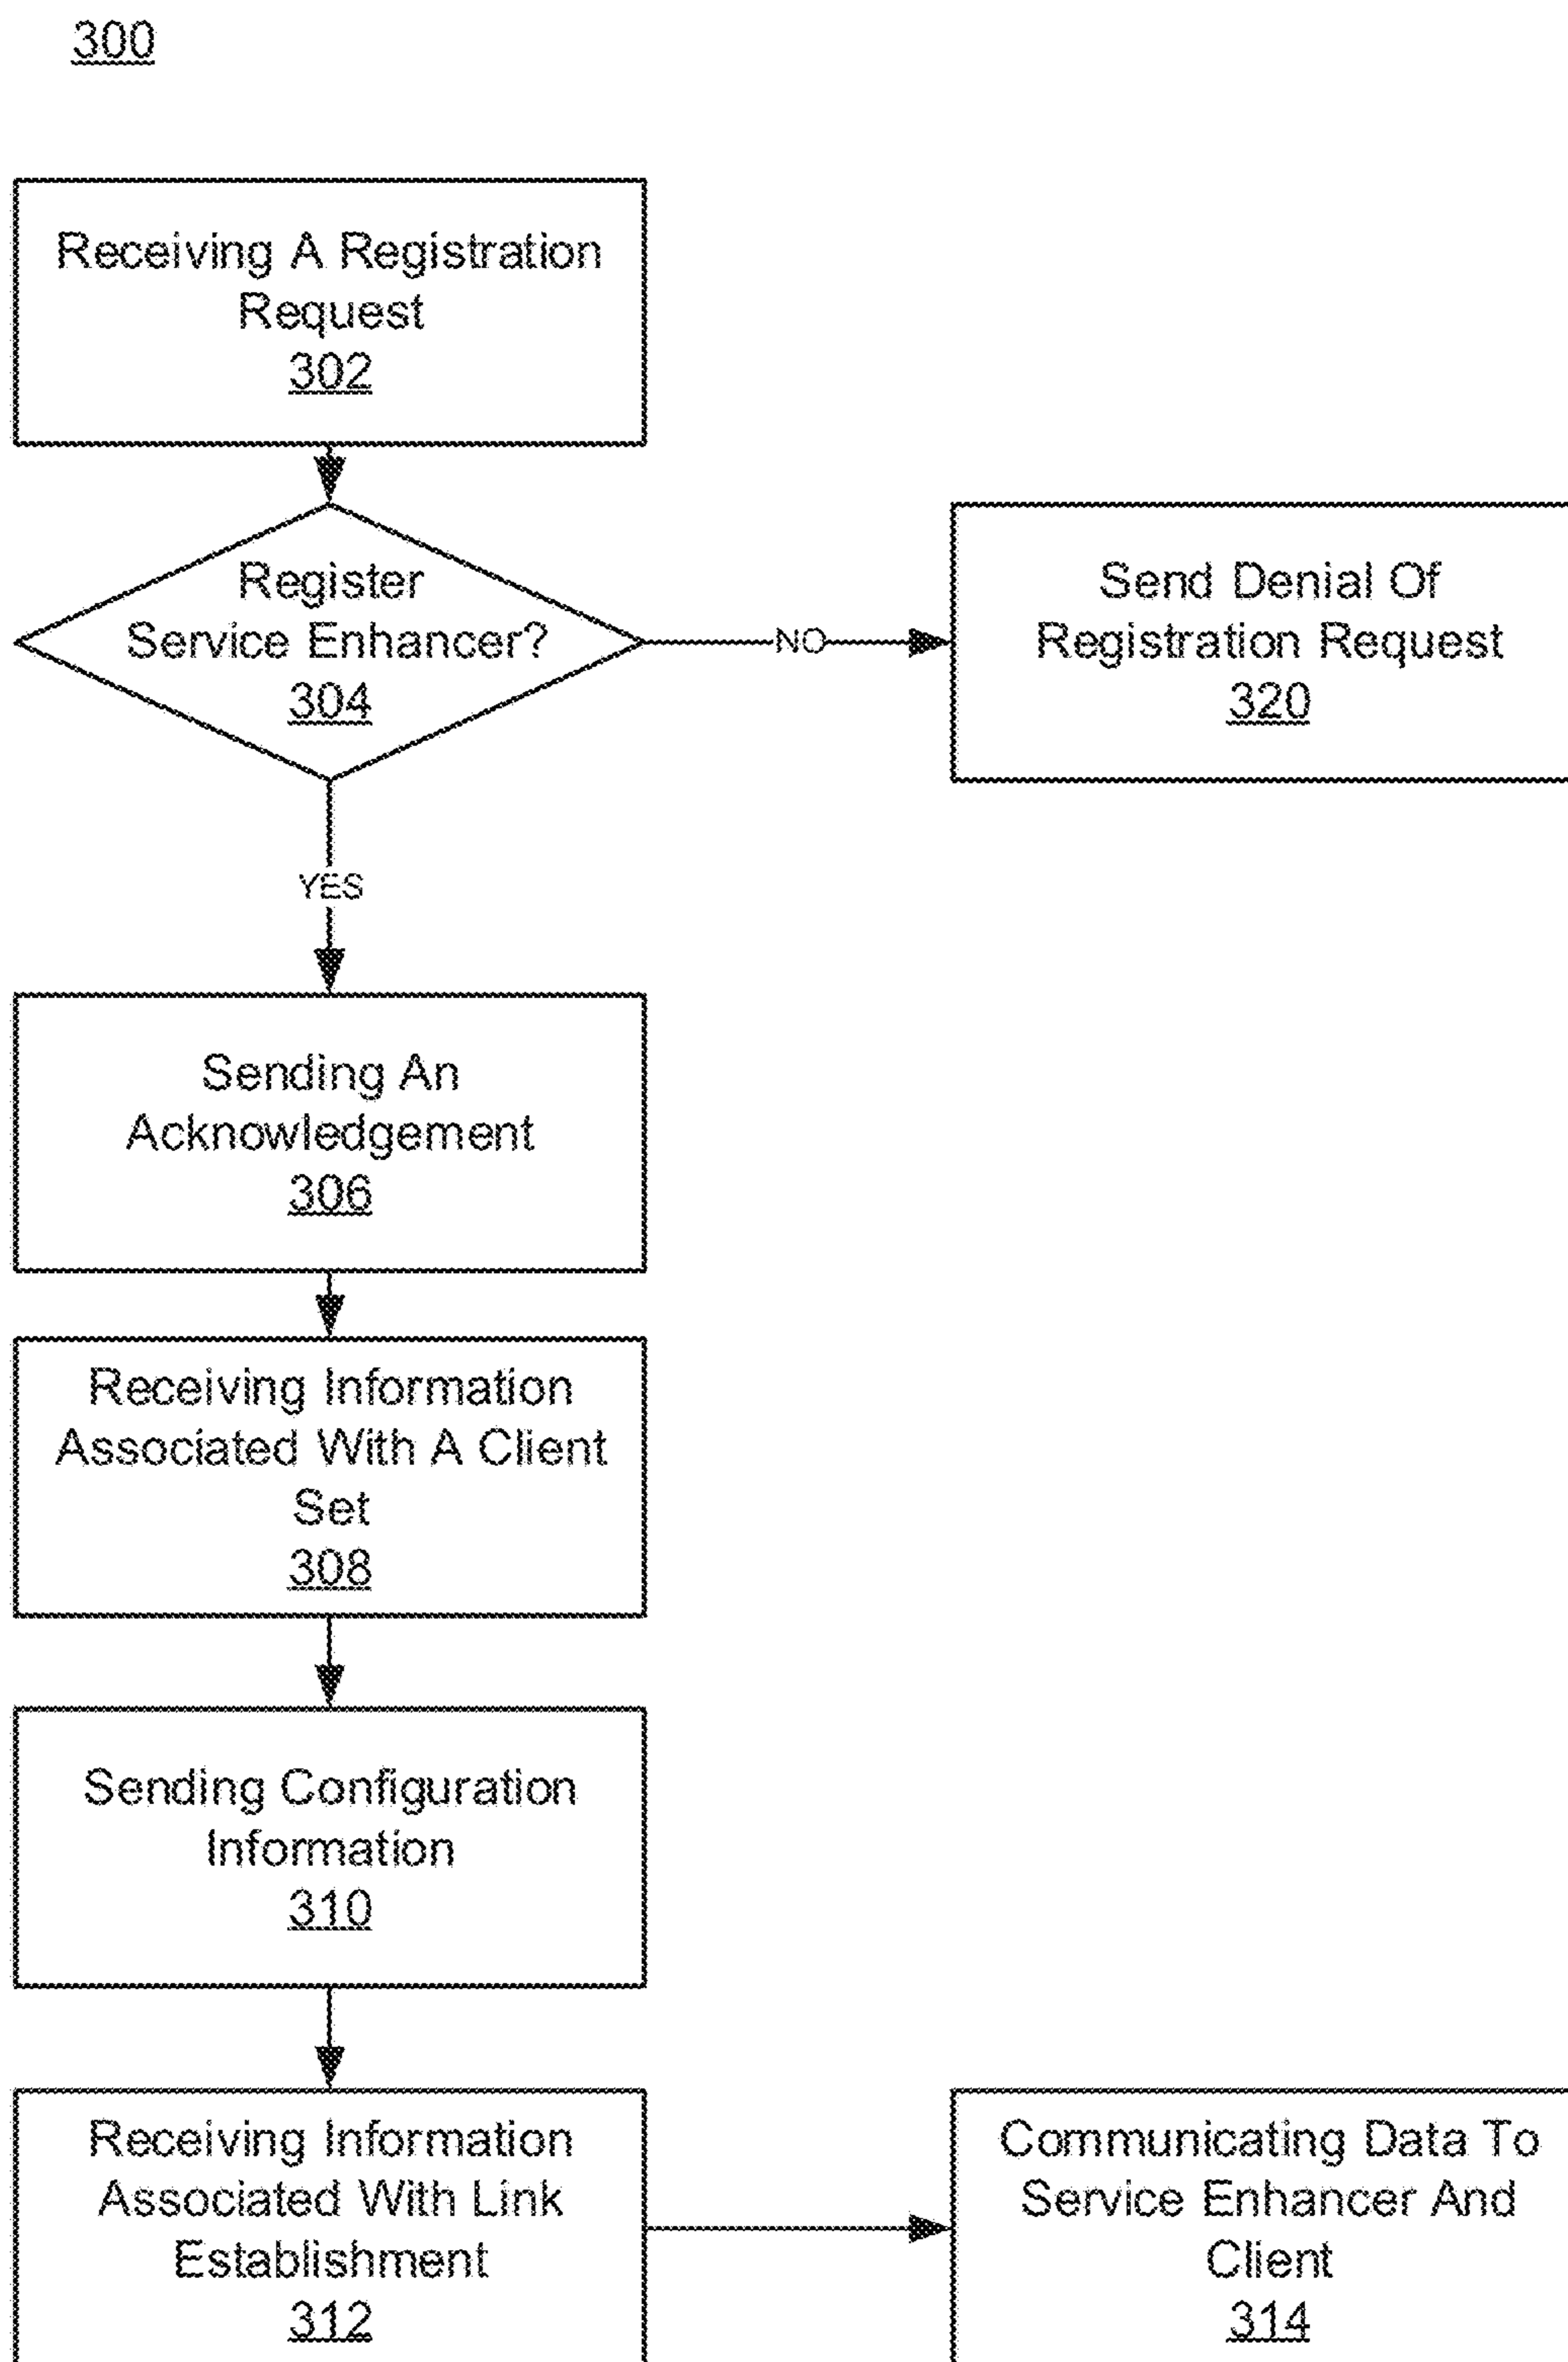 300
Receiving A Registration
Request
302
Register
Service Enhancer?
304
NO
Send Denial Of
Registration Request
320
YES
Sending An
Acknowledgement
306
Receiving Information
Associated With A Client
Set
308
Sending Configuration
Information
310
Receiving Information
Associated With Link
Establishment
312
Communicating Data To
Service Enhancer And
Client
314